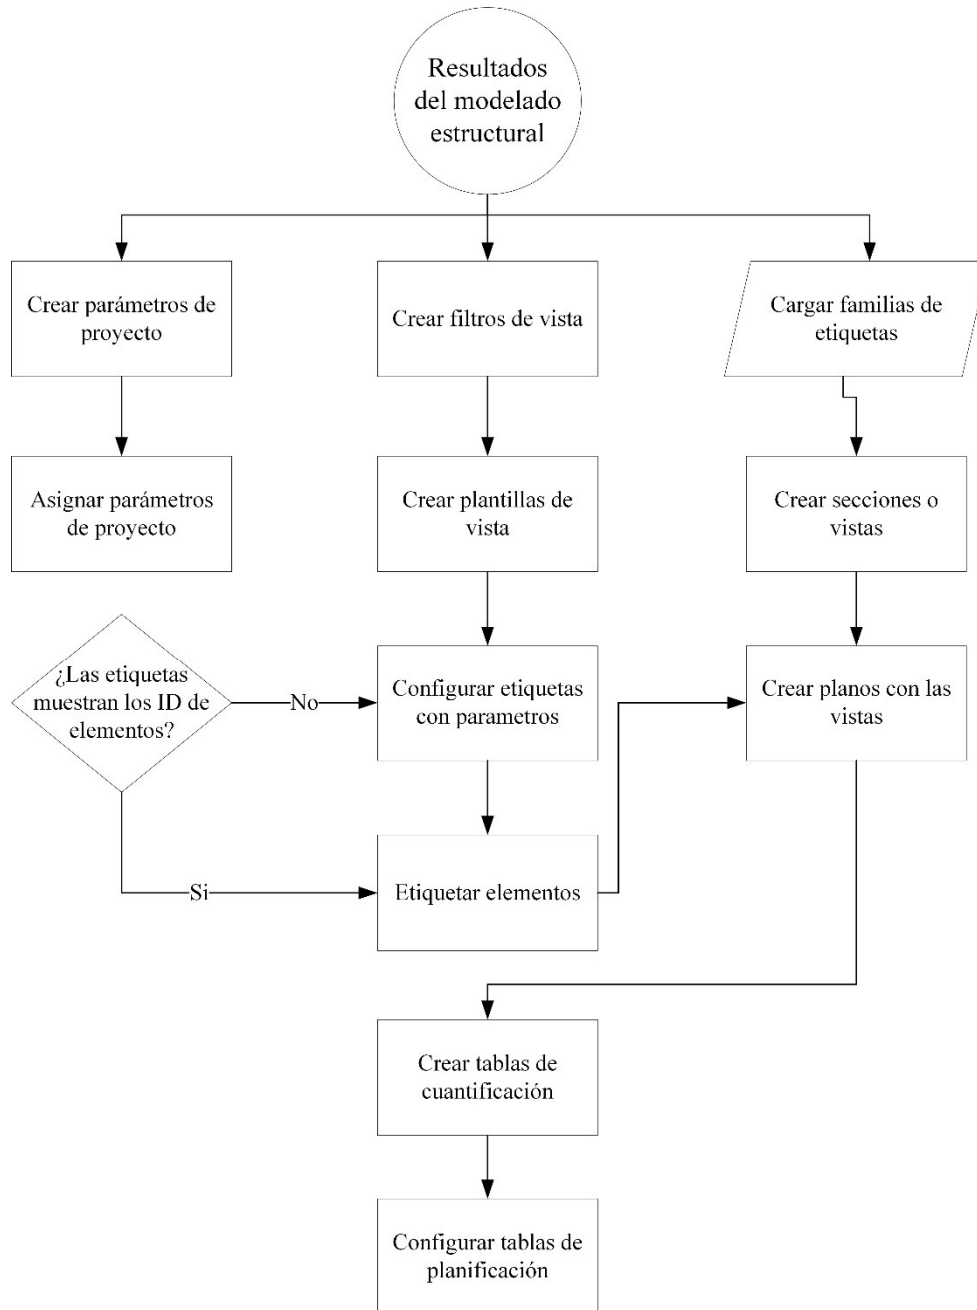 Resultados
del modelado
estructural
Crear parámetros de
proyecto
Crear filtros de vista
Cargar familias de
etiquetas
Asignar parámetros
de proyecto
Crear plantillas de
vista
Crear secciones o
vistas
¿Las etiquetas
muestran los ID de
elementos?
No
Configurar etiquetas
con parametros
Crear planos con las
vistas
Si
Etiquetar elementos
Crear tablas de
cuantificación
Configurar tablas de
planificación